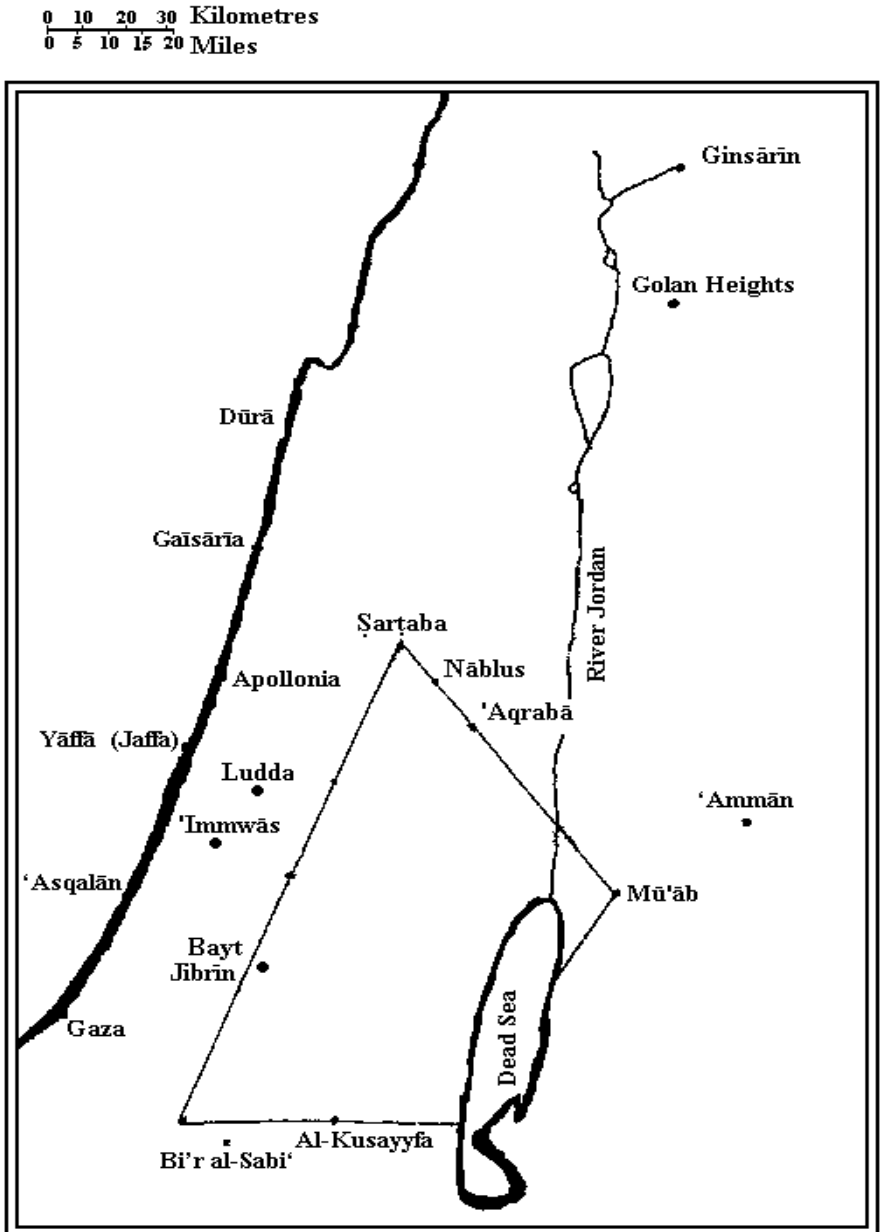 0 10 20 30 Kilometres
0 5 10 15 20 Miles
Ginsārīn
Golan Heights
Dūrā
Gaīsārīa
River Jordan
Ṣarṭaba
Nāblus
Apollonia
'Aqrabā
Yāffā (Jaffa)
Ludda
‘Ammān
'Immwās
‘Asqalān
Mū'āb
Bayt
Jibrīn
Dead Sea
Gaza
Al-Kusayyfa
Bi’r al-Sabi‘